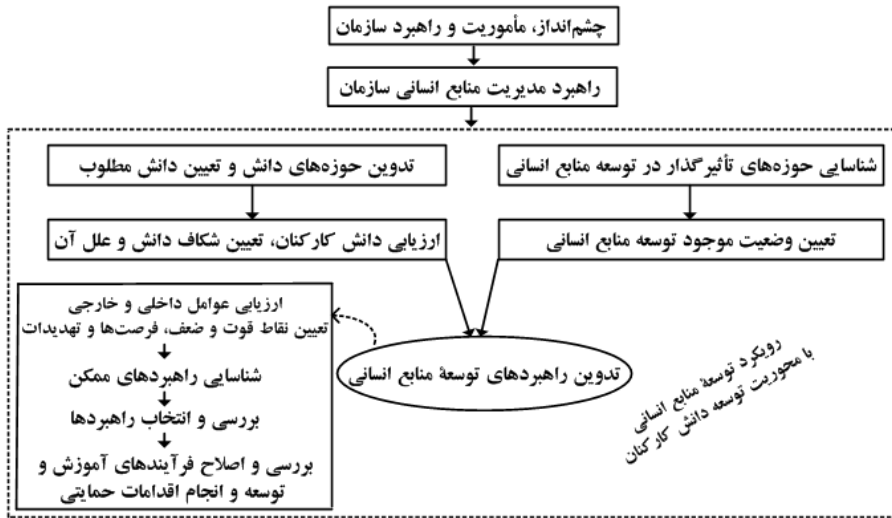 چشم‌انداز، مأموریت و راهبرد سازمان
راهبرد مدیریت منابع انسانی سازمان
شناسایی حوزه‌های تأثیرگذار در توسعه منابع انسانی
تدوین حوزه‌های دانش و تعیین دانش مطلوب
تعیین وضعیت موجود توسعه منابع انسانی
ارزیابی دانش کارکنان، تعیین شکاف دانش و علل آن
تدوین راهبردهای توسعهٔ منابع انسانی
ارزیابی عوامل داخلی و خارجی
تعیین نقاط قوت و ضعف، فرصت‌ها و تهدیدات
شناسایی راهبردهای ممکن
بررسی و انتخاب راهبردها
بررسی و اصلاح فرآیندهای آموزش و
توسعه و انجام اقدامات حمایتی
رویکرد توسعهٔ منابع انسانی
با محوریت توسعه دانش کارکنان